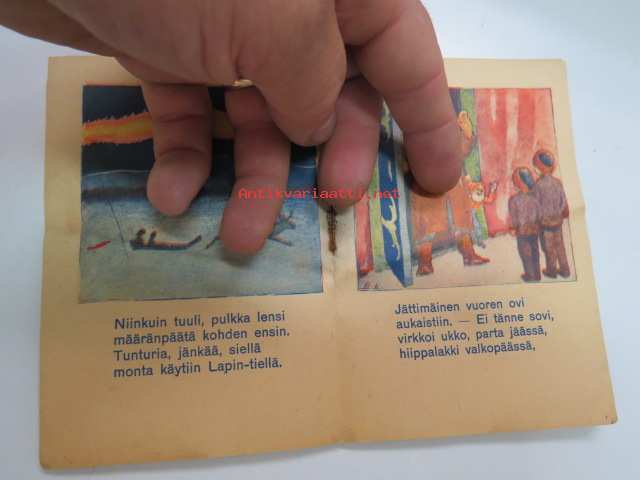 Antikvariaatti.net
Niinkuin tuuli, pulkka lensi
määränpäätä kohden ensin.
Tunturia, jänkää, siellä
monta käytiin Lapin-tiellä.
Jättimäinen vuoren ovi
aukaistiin. — Ei tänne sovi,
virkkoi ukko, parta jäässä,
hiippalakki valkopäässä,